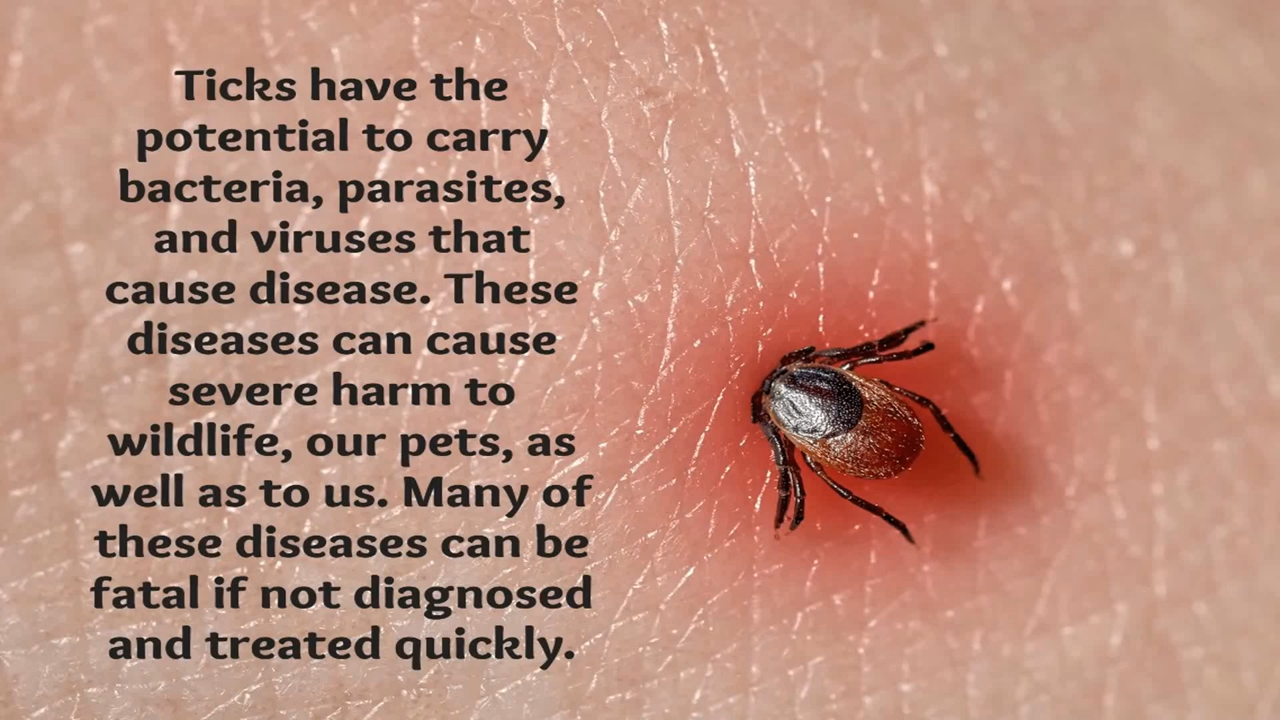 Ticks have the
potential to carry
bacteria, parasites,
and viruses that
cause disease. These
diseases can cause
severe harm to
wildlife, our pets, as
well as to us. Many of
these diseases can be
fatal if not diagnosed
and treated quickly.